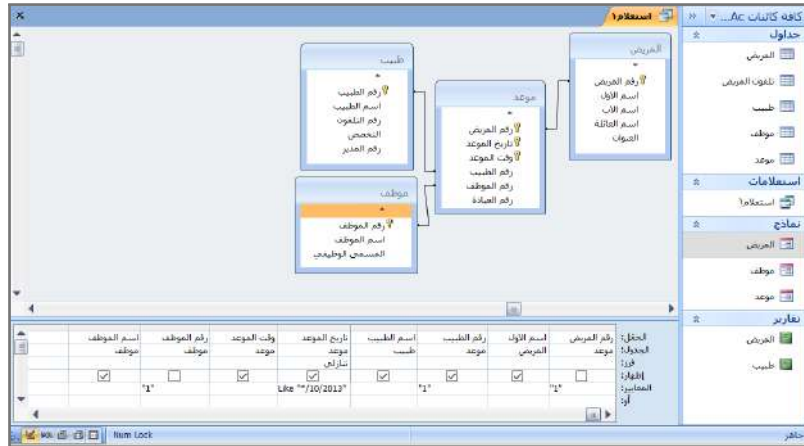 كافة كائنات Ac...
جداول
المريض
تلفون المريض
طبيب
موظف
موعد
استعلامات
استعلام١
نماذج
المريض
موظف
موعد
تقارير
المريض
طبيب
استعلام١
المريض
*
رقم المريض
اسم الأول
اسم الأب
اسم العائلة
العنوان
موعد
*
رقم المريض
تاريخ الموعد
وقت الموعد
رقم الطبيب
رقم الموظف
رقم العيادة
طبيب
*
رقم الطبيب
اسم الطبيب
رقم التلفون
التخصص
رقم المدير
موظف
*
رقم الموظف
اسم الموظف
المسمى الوظيفي
الحقل: رقم المريض اسم الأول رقم الطبيب اسم الطبيب تاريخ الموعد وقت الموعد رقم الموظف اسم الموظف
الجدول: موعد المريض موعد طبيب موعد موعد موظف موظف
فرز: تنازلي
إظهار:
المعايير: "1" "1" Like "*/10/2013" "1"
أو:
جاهز
Num Lock
SQL